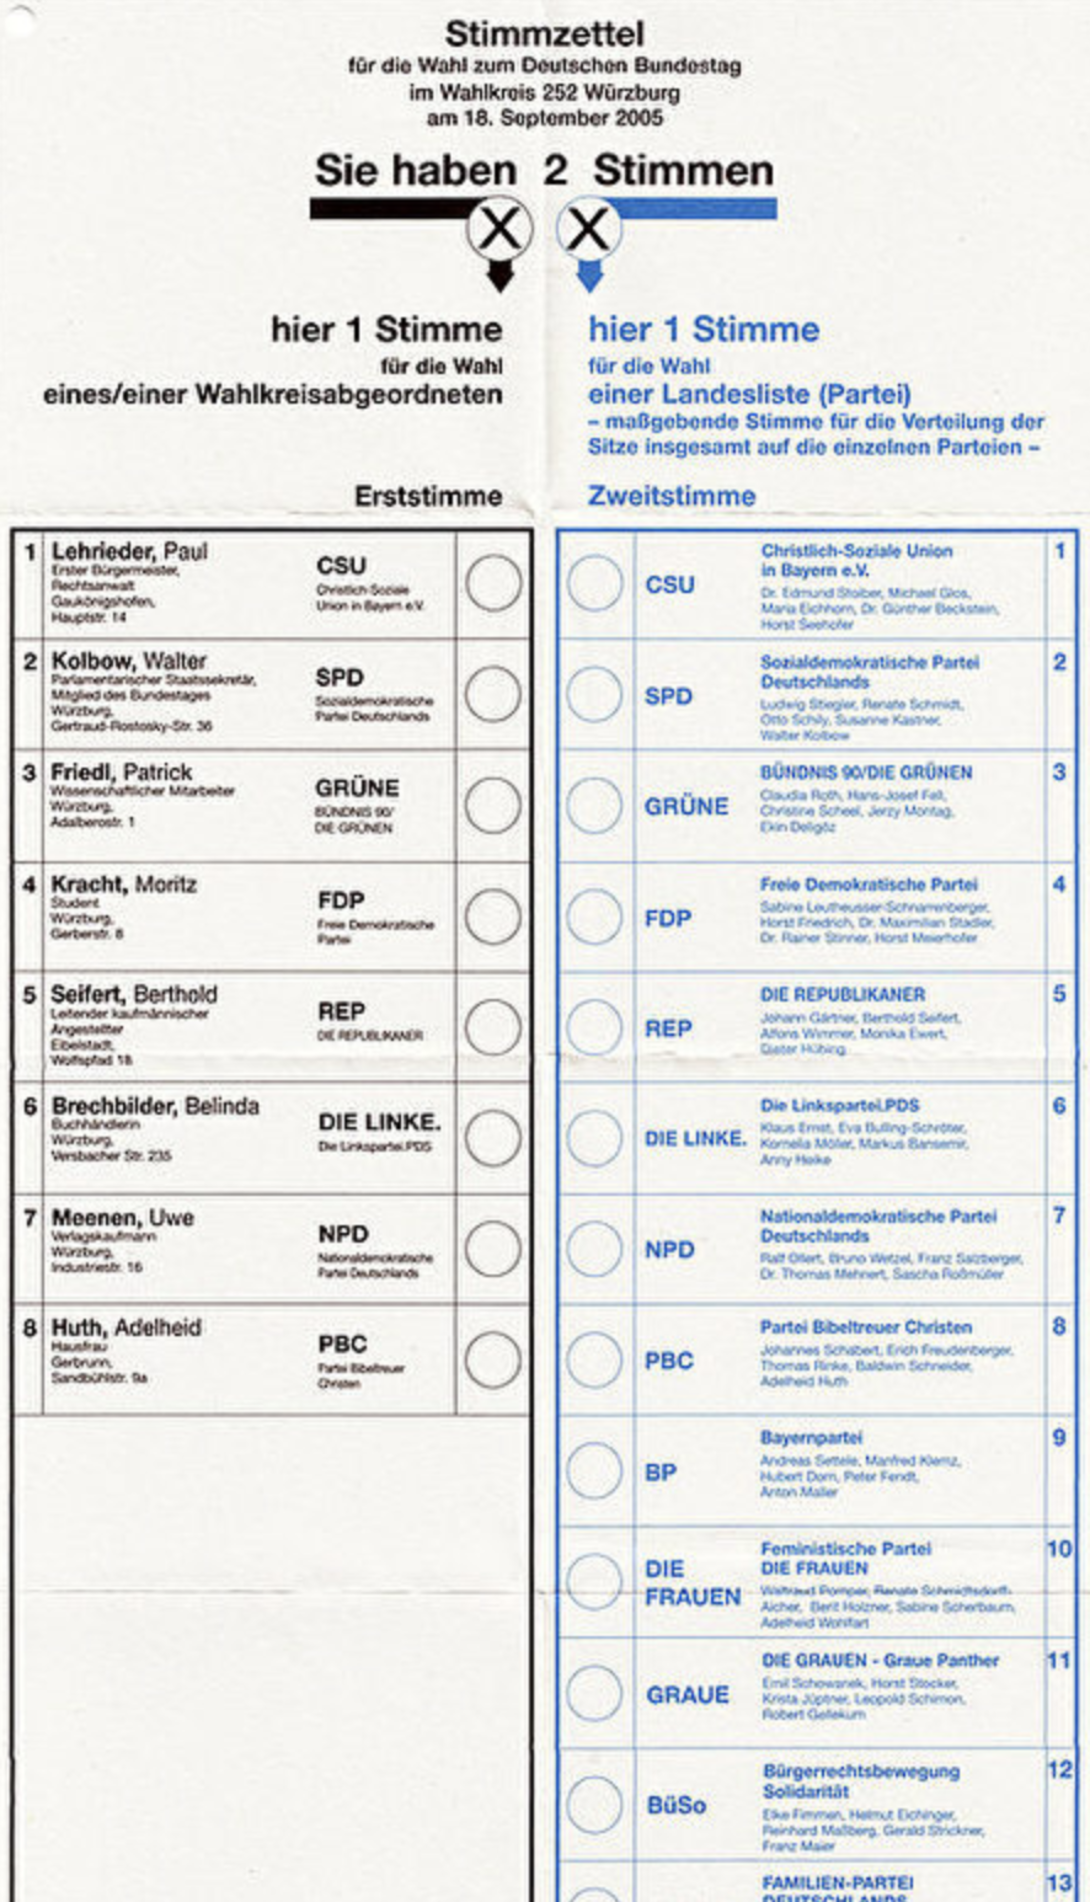 Stimmzettel
für die Wahl zum Deutschen Bundestag
im Wahlkreis 252 Würzburg
am 18. September 2005
Sie haben 2 Stimmen
X X
hier 1 Stimme
für die Wahl
eines/einer Wahlkreisabgeordneten
Erststimme
hier 1 Stimme
für die Wahl
einer Landesliste (Partei)
– maßgebende Stimme für die Verteilung der
Sitze insgesamt auf die einzelnen Parteien –
Zweitstimme
1 Lehrieder, Paul
Erster Bürgermeister,
Rechtsanwalt
Gaukönigshofen,
Hauptstr. 14
CSU
Christlich-Soziale
Union in Bayern e.V.
2 Kolbow, Walter
Parlamentarischer Staatssekretär,
Mitglied des Bundestages
Würzburg,
Gertraud-Rostosky-Str. 36
SPD
Sozialdemokratische
Partei Deutschlands
3 Friedl, Patrick
Wissenschaftlicher Mitarbeiter
Würzburg,
Adalberostr. 1
GRÜNE
BÜNDNIS 90/
DIE GRÜNEN
4 Kracht, Moritz
Student
Würzburg,
Gerberstr. 8
FDP
Freie Demokratische
Partei
5 Seifert, Berthold
Leitender kaufmännischer
Angestellter
Eibelstadt,
Wolfspfad 18
REP
DIE REPUBLIKANER
6 Brechbilder, Belinda
Buchhändlerin
Würzburg,
Versbacher Str. 235
DIE LINKE.
Die Linkspartei.PDS
7 Meenen, Uwe
Verlagskaufmann
Würzburg,
Industriestr. 16
NPD
Nationaldemokratische
Partei Deutschlands
8 Huth, Adelheid
Hausfrau
Gerbrunn,
Sandbühlstr. 9a
PBC
Partei Bibeltreuer
Christen
CSU
Christlich-Soziale Union 1
in Bayern e.V.
Dr. Edmund Stoiber, Michael Glos,
Maria Eichhorn, Dr. Günther Beckstein,
Horst Seehofer
SPD
Sozialdemokratische Partei 2
Deutschlands
Ludwig Stiegler, Renate Schmidt,
Otto Schily, Susanne Kastner,
Walter Kolbow
GRÜNE
BÜNDNIS 90/DIE GRÜNEN 3
Claudia Roth, Hans-Josef Fell,
Christine Scheel, Jerzy Montag,
Ekin Deligöz
FDP
Freie Demokratische Partei 4
Sabine Leutheusser-Schnarrenberger,
Horst Friedrich, Dr. Maximilian Stadler,
Dr. Rainer Stinner, Horst Meierhofer
REP
DIE REPUBLIKANER 5
Johann Gärtner, Berthold Seifert,
Alfons Wimmer, Monika Ewert,
Dieter Hübing
DIE LINKE.
Die Linkspartei.PDS 6
Klaus Ernst, Eva Bulling-Schröter,
Kornelia Möller, Markus
Anny Heike
NPD
Nationaldemokratische Partei 7
Deutschlands
Ralf Ollert, Bruno Wetzel, Franz Salzberger,
Dr. Thomas Mehnert, Sascha Roßmüller
PBC
Partei Bibeltreuer Christen 8
Johannes Schabert, Erich Freudenberger,
Thomas Rinke, Baldwin Schneider,
Adelheid Huth
BP
Bayernpartei 9
Andreas Settele, Manfred
Hubert Dorn, Peter Fendt,
Anton Maller
DIE
FRAUEN
Feministische Partei 10
DIE FRAUEN
Waltraud Pomper, Renate Schmidtsdorff-
Aicher, Berit Holzner, Sabine Scherbaum,
Adelheid Wohlfart
GRAUE
DIE GRAUEN - Graue Panther 11
Emil Schowanek, Horst Stocker,
Krista Jüptner, Leopold Schimon,
Robert
BüSo
Bürgerrechtsbewegung 12
Solidarität
Elke Fimmen, Helmut Eichinger,
Reinhard Maßberg, Gerald Strickner,
Franz Maier
FAMILIEN-PARTEI 13
DEUTSCHLANDS